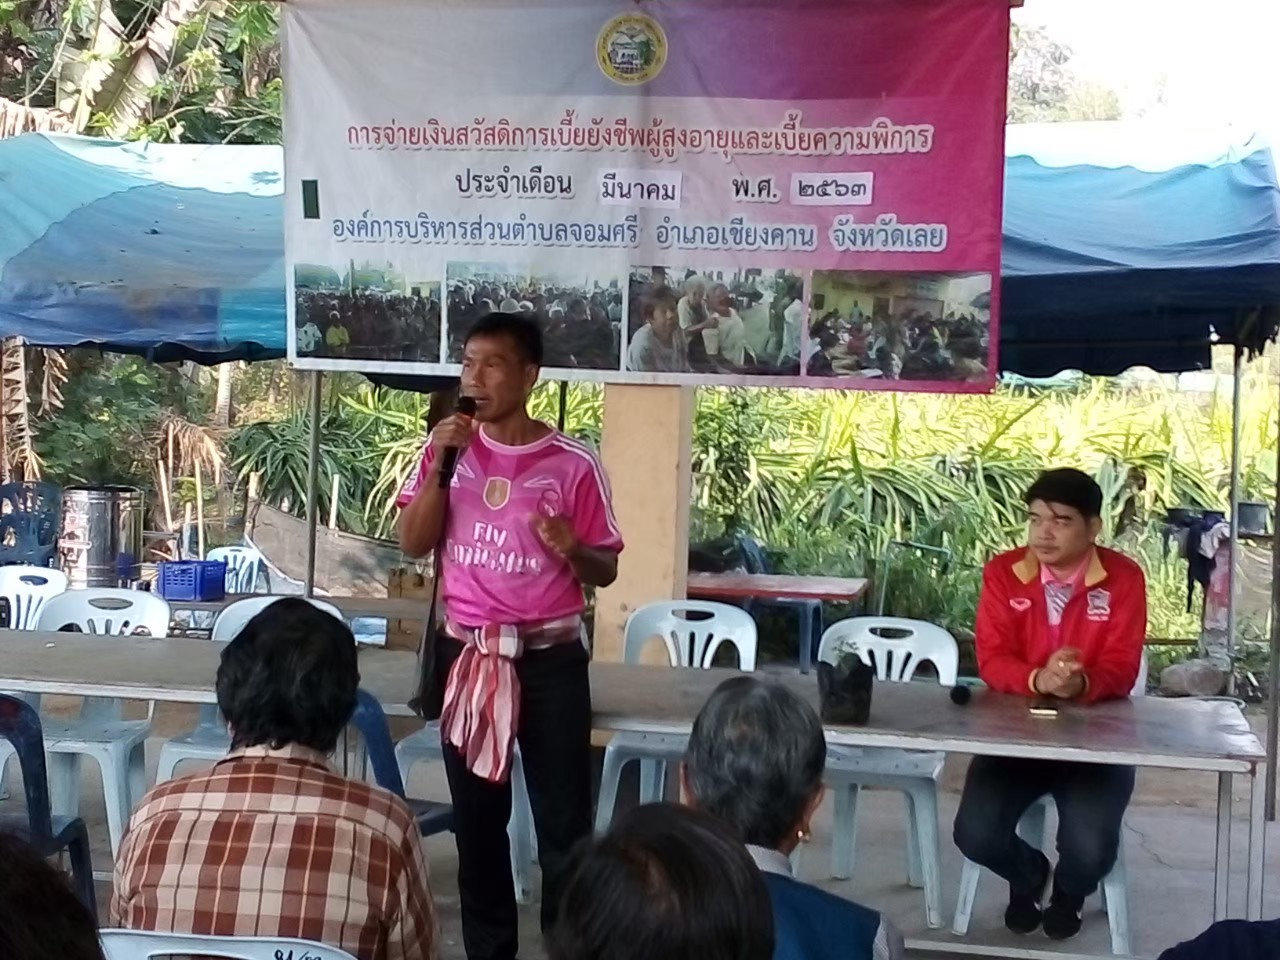 การจ่ายเงินสวัสดิการเบี้ยยังชีพผู้สูงอายุและเบี้ยความพิการ
ประจำเดือน มีนาคม พ.ศ. ๒๕๖๓
องค์การบริหารส่วนตำบลจอมศรี อำเภอเชียงคาน จังหวัดเลย
Fly
Emirates